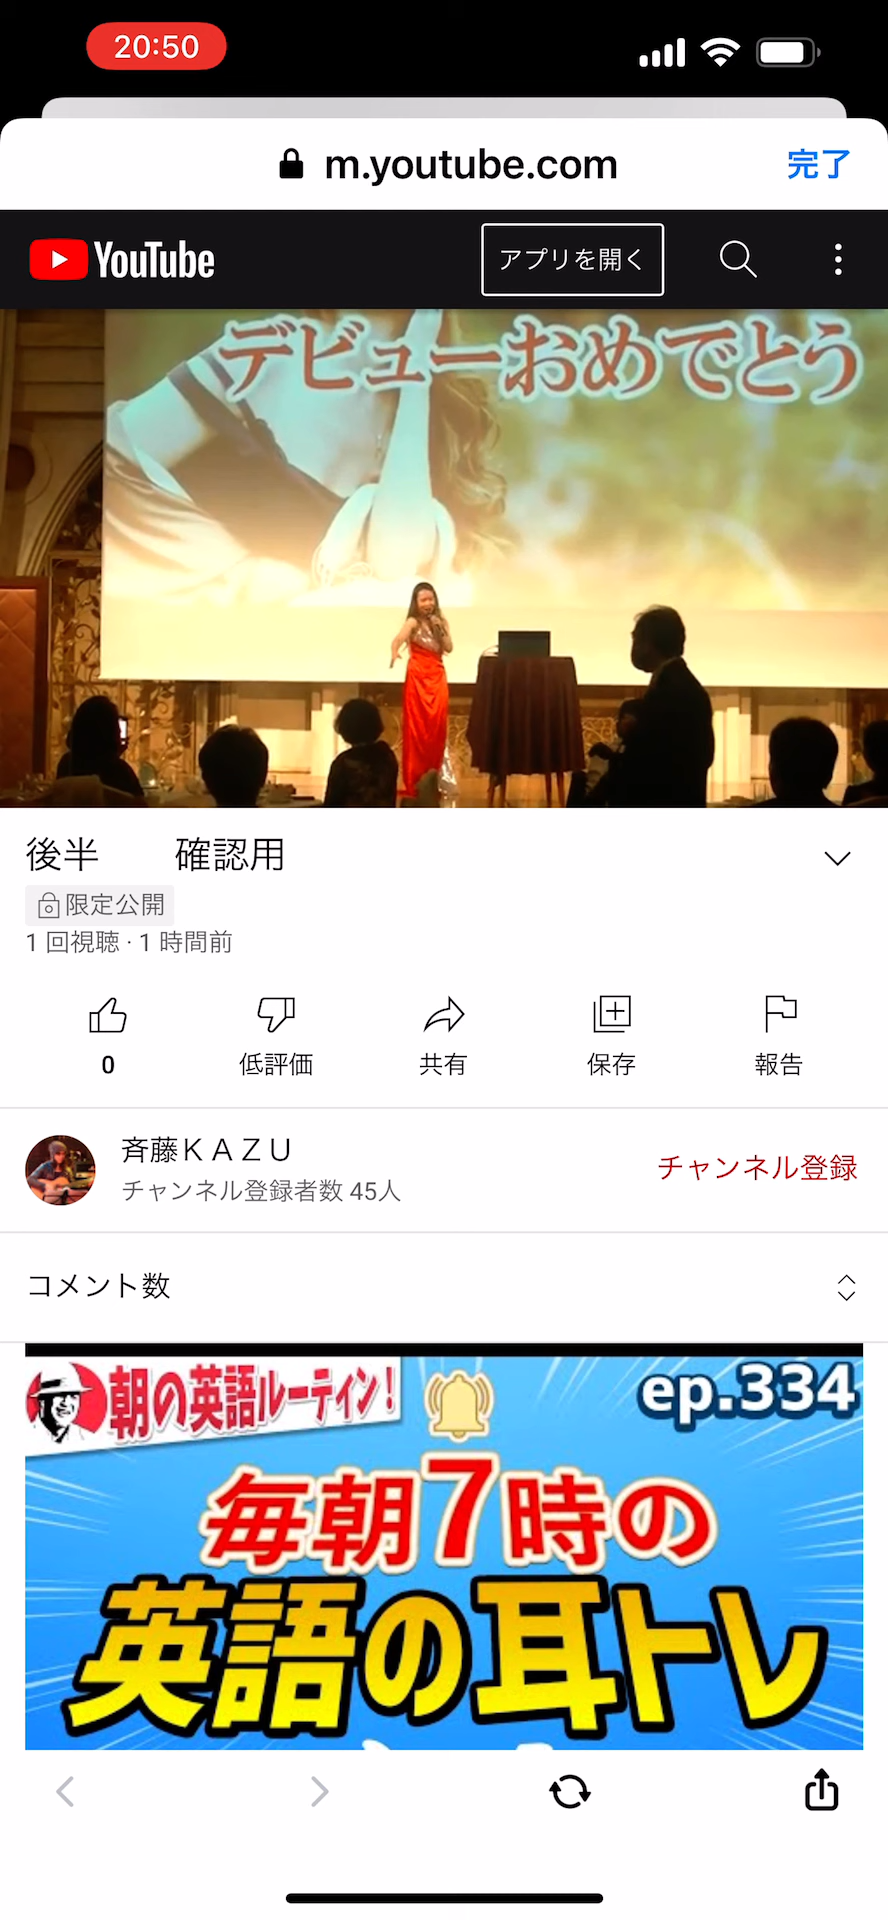 20:50
m.youtube.com 完了
YouTube アプリを開く
デビューおめでとう
後半 確認用
限定公開
1 回視聴 · 1 時間前
0 低評価 共有 保存 報告
斉藤ＫＡＺＵ
チャンネル登録者数 45人
チャンネル登録
コメント数
朝の英語ルーティン!
ep.334
毎朝7時の
英語の耳トレ